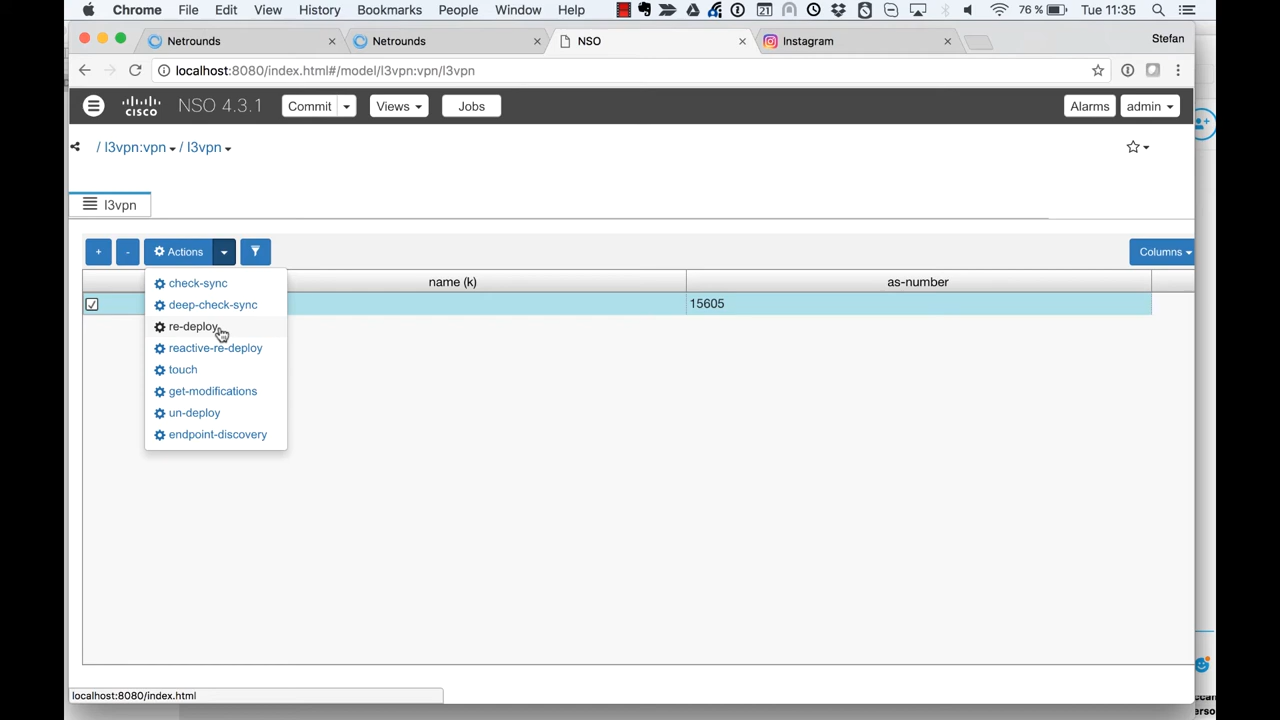 Chrome File Edit View History Bookmarks People Window Help 21 76 % Tue 11:35
Netrounds Netrounds NSO Instagram Stefan
localhost:8080/index.html#/model/l3vpn:vpn/l3vpn
cisco NSO 4.3.1 Commit Views Jobs Alarms admin
/ l3vpn:vpn / l3vpn
l3vpn
+ - Actions Columns
name (k) as-number
15605
check-sync
deep-check-sync
re-deploy
reactive-re-deploy
touch
get-modifications
un-deploy
endpoint-discovery
localhost:8080/index.html